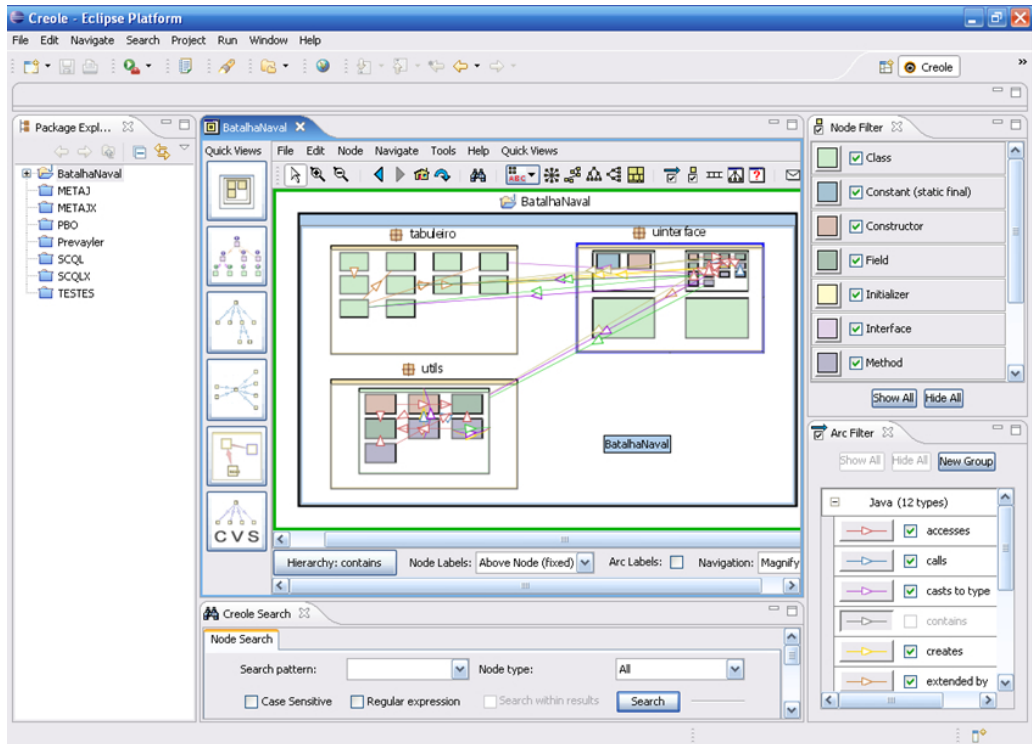 Creole - Eclipse Platform
File Edit Navigate Search Project Run Window Help
Creole
»
Package Expl...
BatalhaNaval
METAJ
METAJX
PBO
Prevayler
SCQL
SCQLX
TESTES
BatalhaNaval
Quick Views
CVS
File Edit Node Navigate Tools Help Quick Views
ABC
BatalhaNaval
tabuleiro
uinterface
utils
BatalhaNaval
Hierarchy: contains Node Labels: Above Node (fixed) Arc Labels: Navigation: Magnify
Creole Search
Node Search
Search pattern: Node type: All
Case Sensitive Regular expression Search within results Search
Node Filter
Class
Constant (static final)
Constructor
Field
Initializer
Interface
Method
Show All Hide All
Arc Filter
Show All Hide All New Group
Java (12 types)
accesses
calls
casts to type
contains
creates
extended by